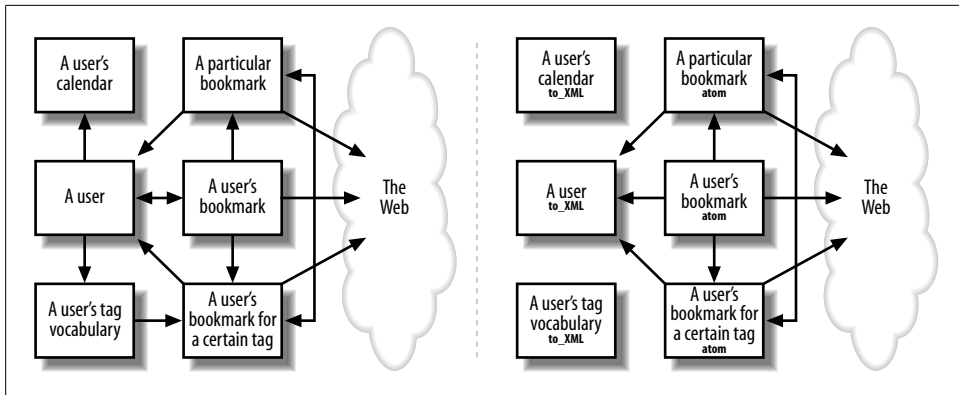 A user's
calendar
A particular
bookmark
A user
A user's
bookmark
The
Web
A user's tag
vocabulary
A user's
bookmark for
a certain tag
A user's
calendar
to_XML
A particular
bookmark
atom
A user
to_XML
A user's
bookmark
atom
The
Web
A user's tag
vocabulary
to_XML
A user's
bookmark for
a certain tag
atom